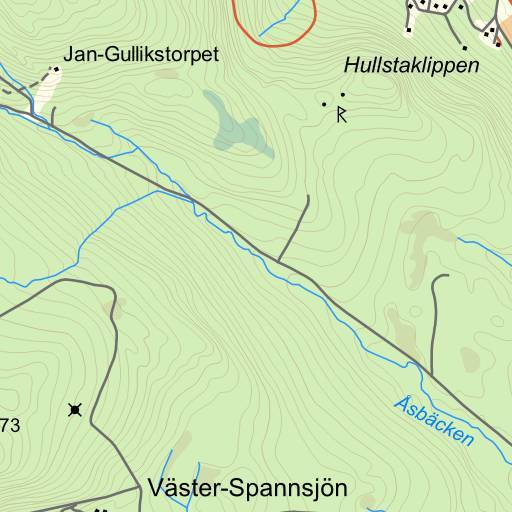 Jan-Gullikstorpet
Hullstaklippen
Åsbäcken
73
Väster-Spannsjön